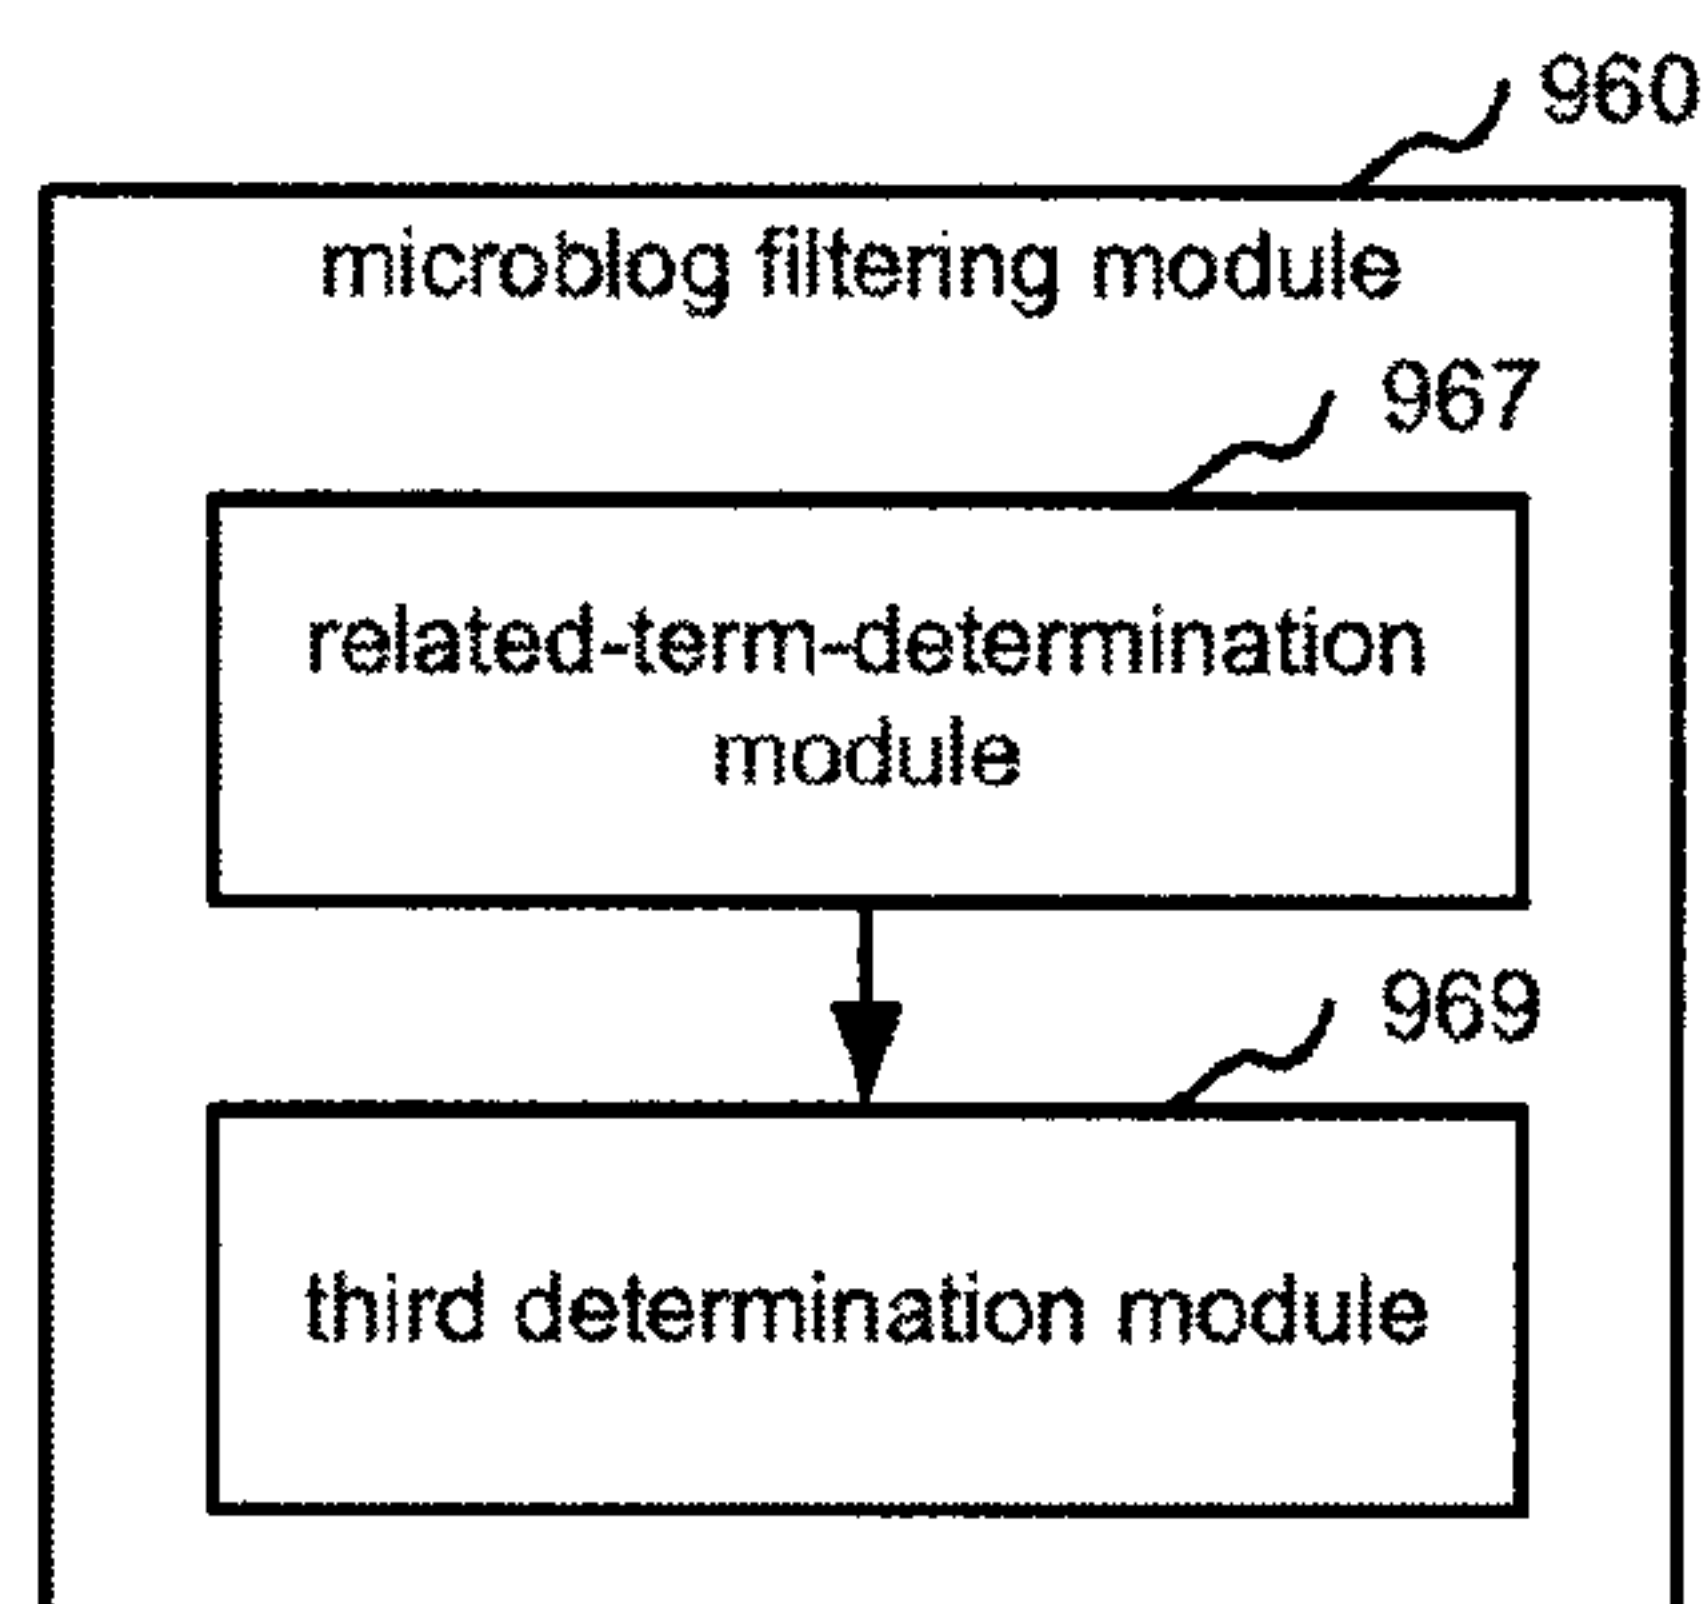 960
microblog filtering module
967
related-term-determination
module
969
third determination module